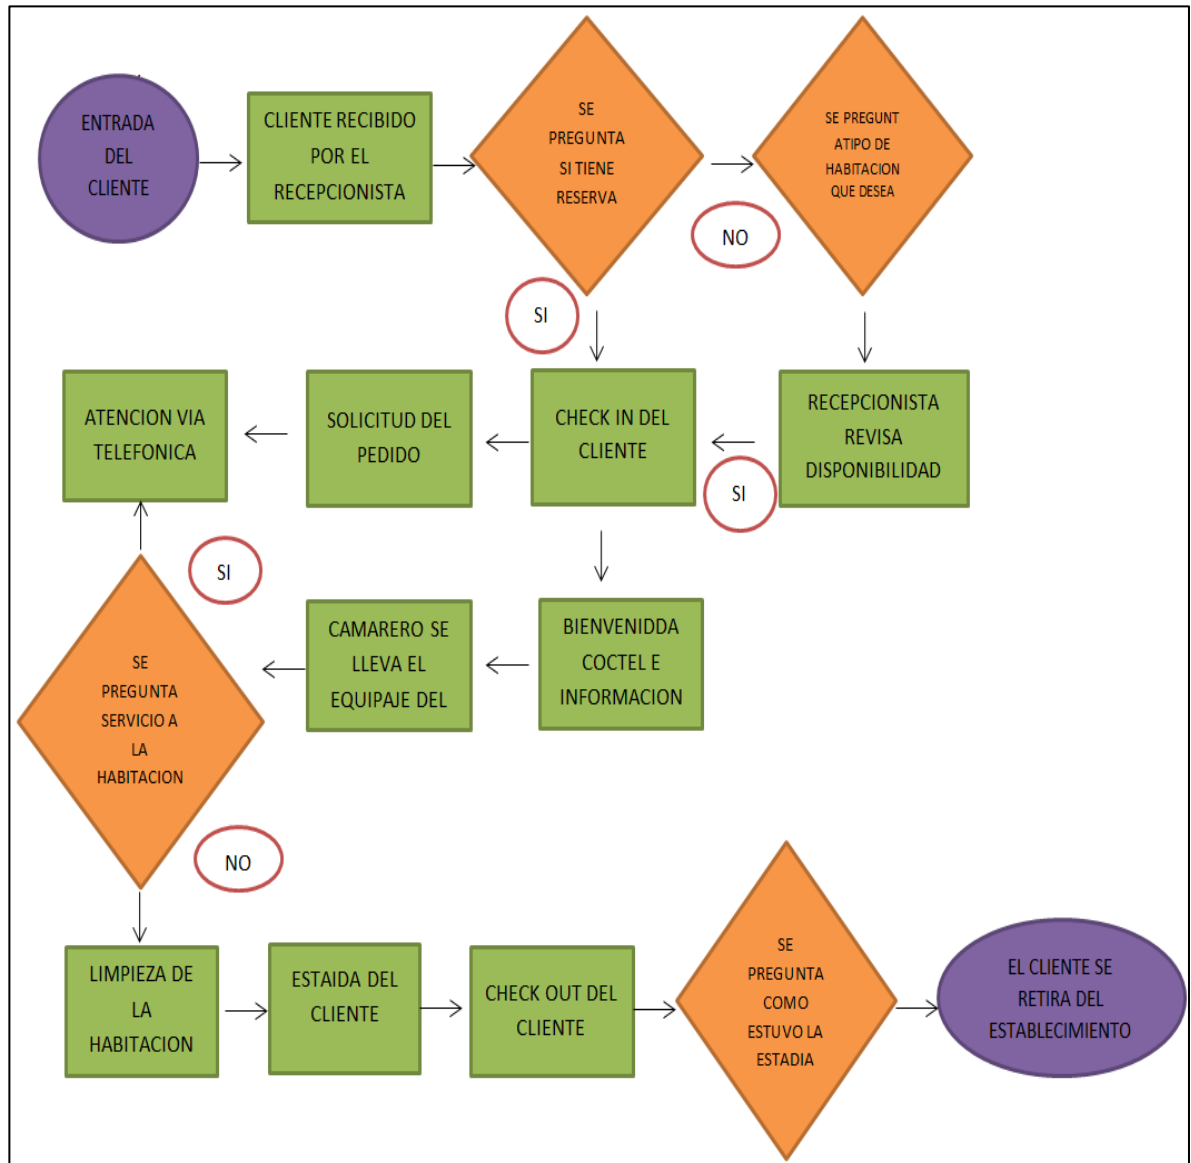 ENTRADA
DEL
CLIENTE
CLIENTE RECIBIDO
POR EL
RECEPCIONISTA
SE
PREGUNTA
SI TIENE
RESERVA
NO
SE PREGUNT
ATIPO DE
HABITACION
QUE DESEA
SI
ATENCION VIA
TELEFONICA
SOLICITUD DEL
PEDIDO
CHECK IN DEL
CLIENTE
SI
RECEPCIONISTA
REVISA
DISPONIBILIDAD
SI
SE
PREGUNTA
SERVICIO A
LA
HABITACION
CAMARERO SE
LLEVA EL
EQUIPAJE DEL
BIENVENIDDA
COCTEL E
INFORMACION
NO
LIMPIEZA DE
LA
HABITACION
ESTAIDA DEL
CLIENTE
CHECK OUT DEL
CLIENTE
SE
PREGUNTA
COMO
ESTUVO LA
ESTADIA
EL CLIENTE SE
RETIRA DEL
ESTABLECIMIENTO